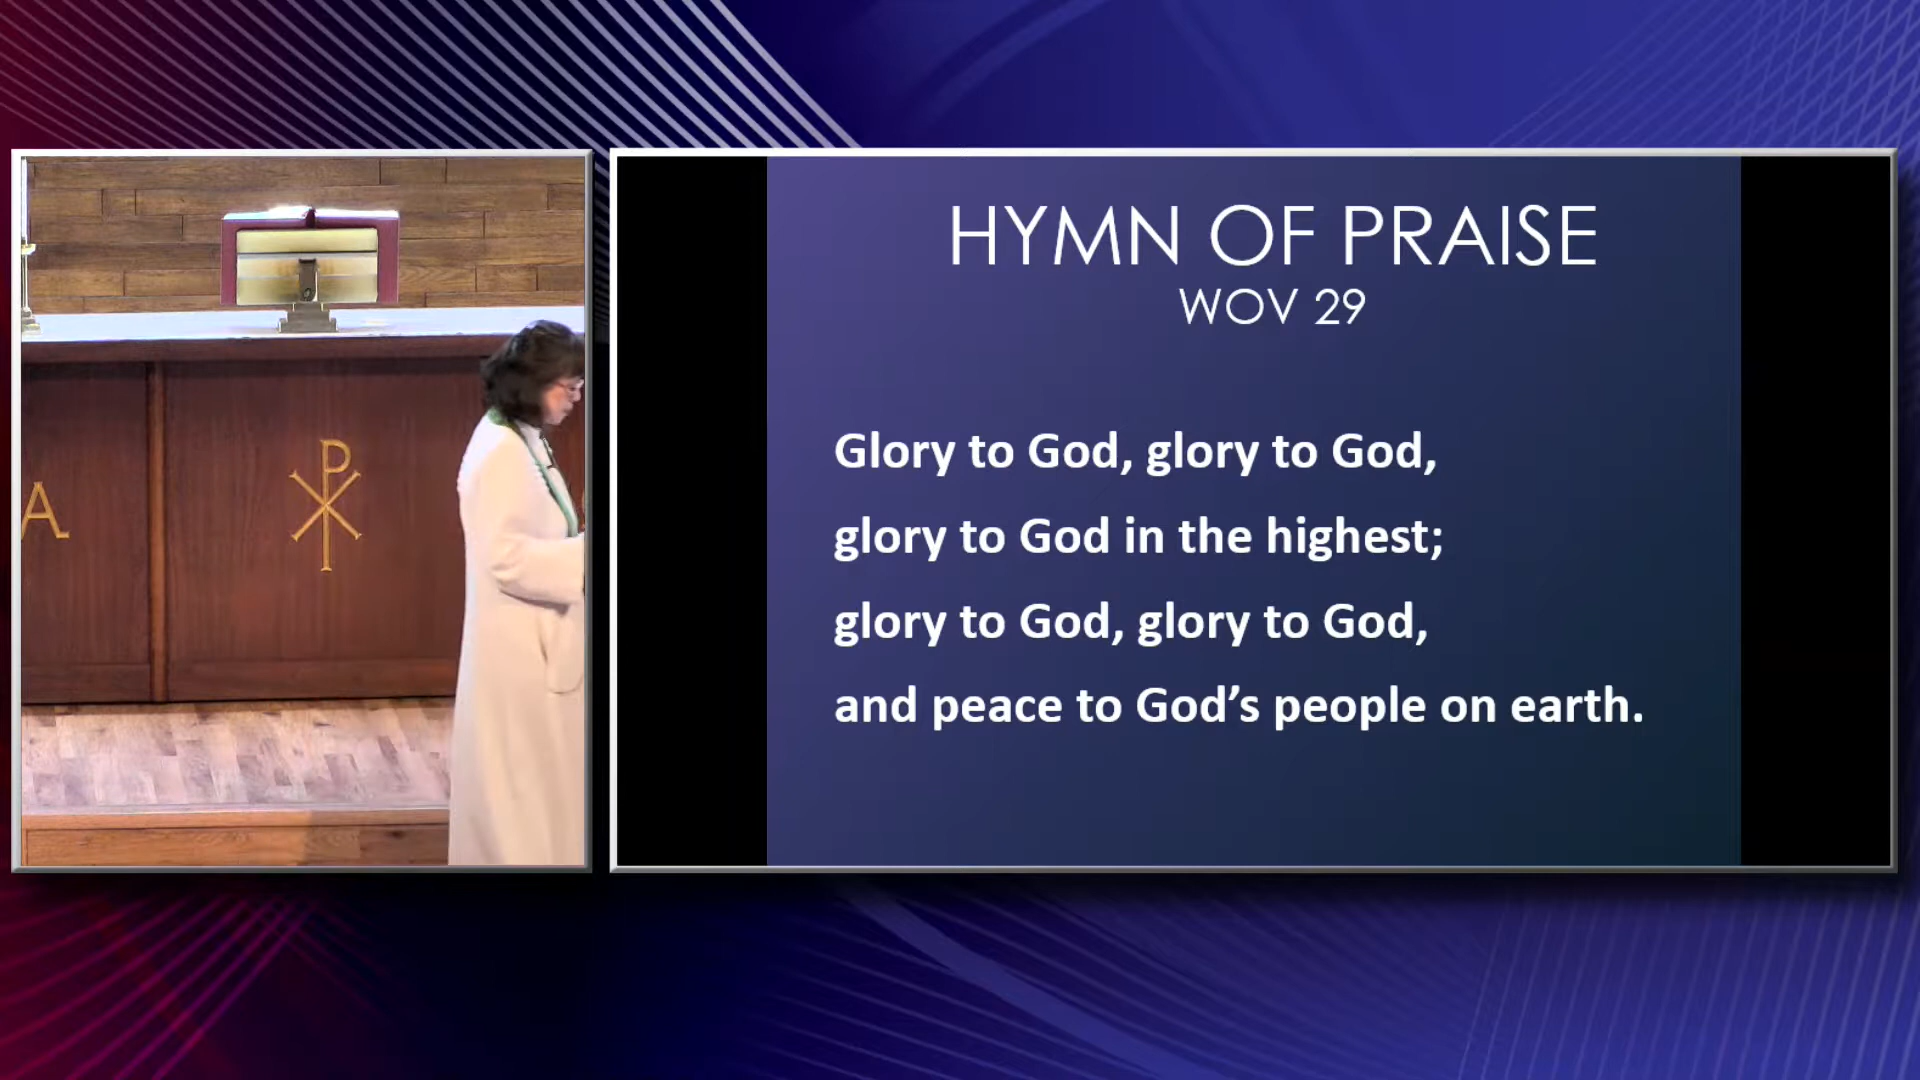 A
HYMN OF PRAISE
WOV 29
Glory to God, glory to God,
glory to God in the highest;
glory to God, glory to God,
and peace to God’s people on earth.